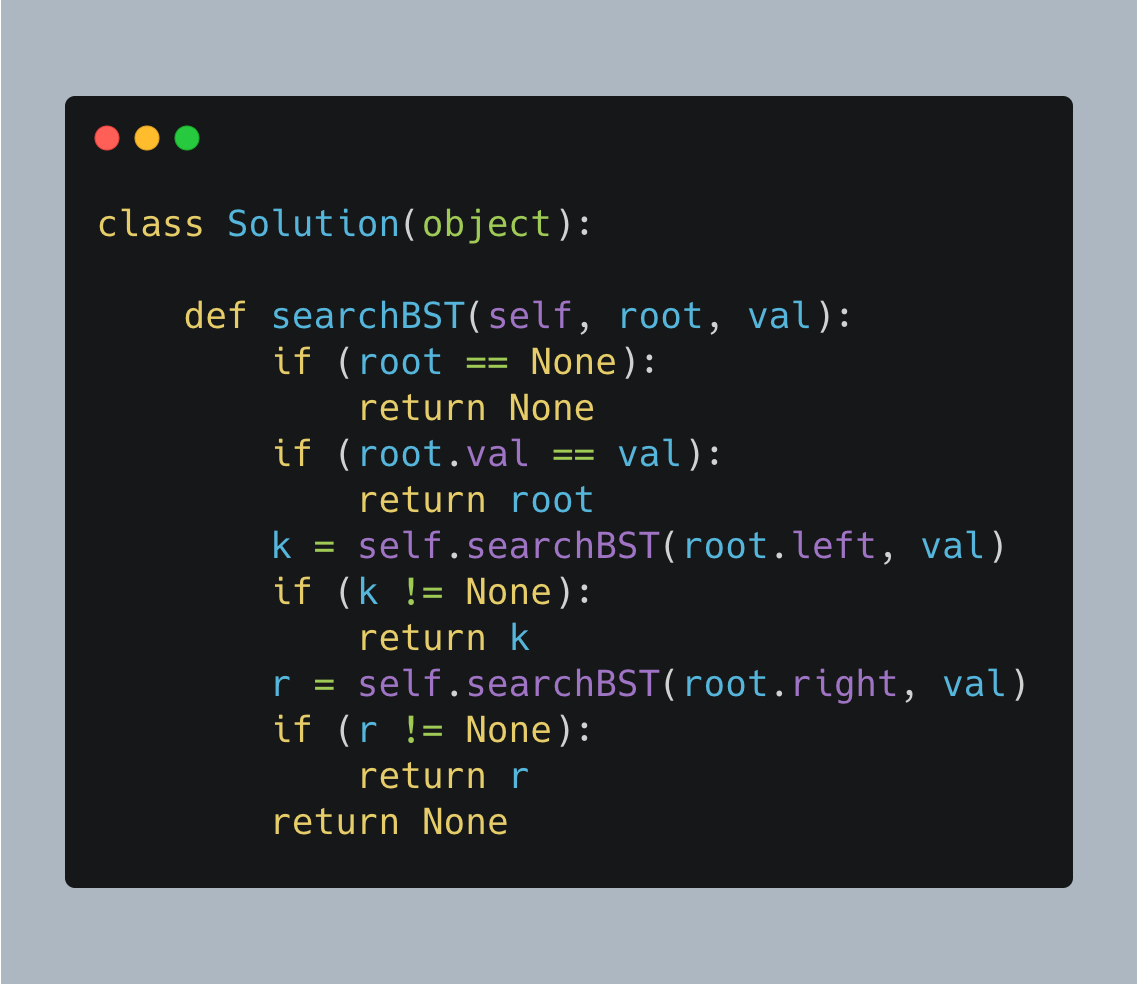 class Solution(object):

    def searchBST(self, root, val):
        if (root == None):
            return None
        if (root.val == val):
            return root
        k = self.searchBST(root.left, val)
        if (k != None):
            return k
        r = self.searchBST(root.right, val)
        if (r != None):
            return r
        return None